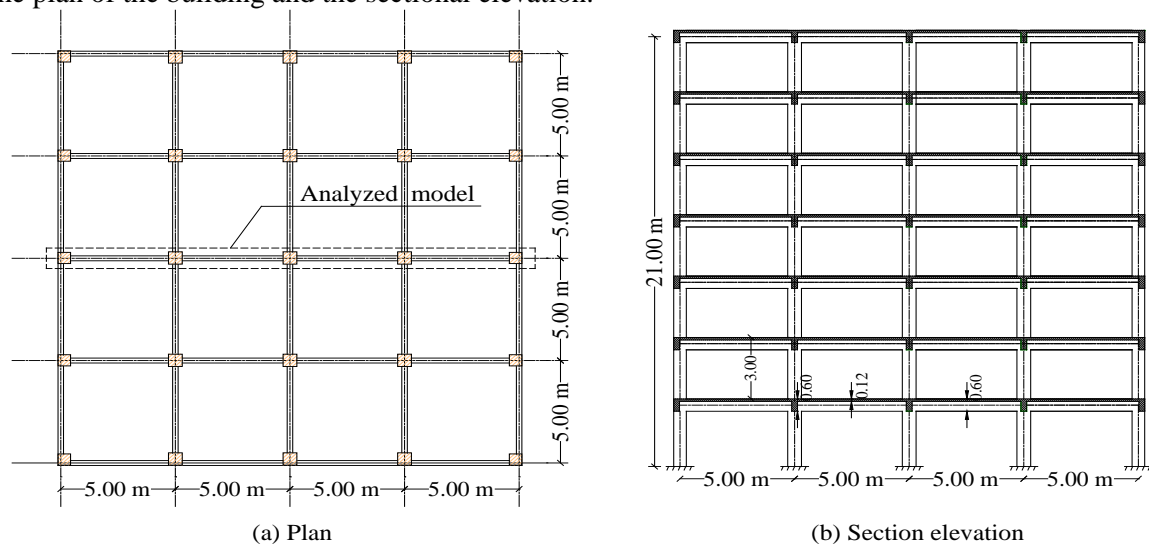 the plan of the building and the sectional elevation.
Analyzed model
5.00 m
5.00 m
5.00 m
5.00 m
5.00 m 5.00 m 5.00 m 5.00 m
(a) Plan
21.00 m
3.00
0.60
0.12
0.60
5.00 m 5.00 m 5.00 m 5.00 m
(b) Section elevation